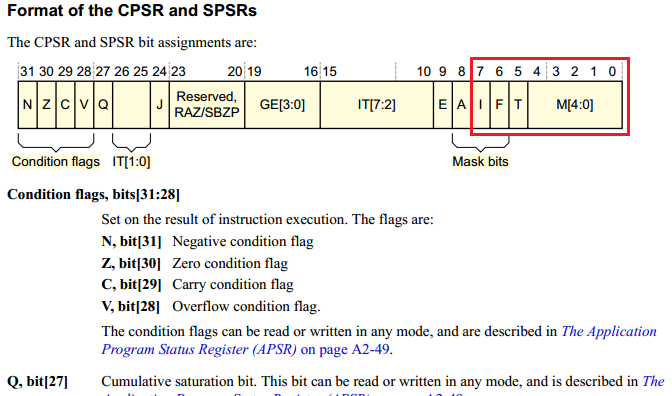 Format of the CPSR and SPSRs
The CPSR and SPSR bit assignments are:
31 30 29 28 27 26 25 24 23 20 19 16 15 10 9 8 7 6 5 4 3 2 1 0
N Z C V Q J Reserved, RAZ/SBZP GE[3:0] IT[7:2] E A I F T M[4:0]
Condition flags IT[1:0] Mask bits
Condition flags, bits[31:28]
Set on the result of instruction execution. The flags are:
N, bit[31] Negative condition flag
Z, bit[30] Zero condition flag
C, bit[29] Carry condition flag
V, bit[28] Overflow condition flag.
The condition flags can be read or written in any mode, and are described in The Application
Program Status Register (APSR) on page A2-49.
Q, bit[27] Cumulative saturation bit. This bit can be read or written in any mode, and is described in The